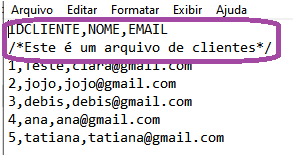 Arquivo Editar Formatar Exibir Ajuda
IDCLIENTE,NOME,EMAIL
/*Este é um arquivo de clientes*/
1,Teste,clara@gmail.com
2,jojo,jojo@gmail.com
3,debis,debis@gmail.com
4,ana,ana@gmail.com
5,tatiana,tatiana@gmail.com